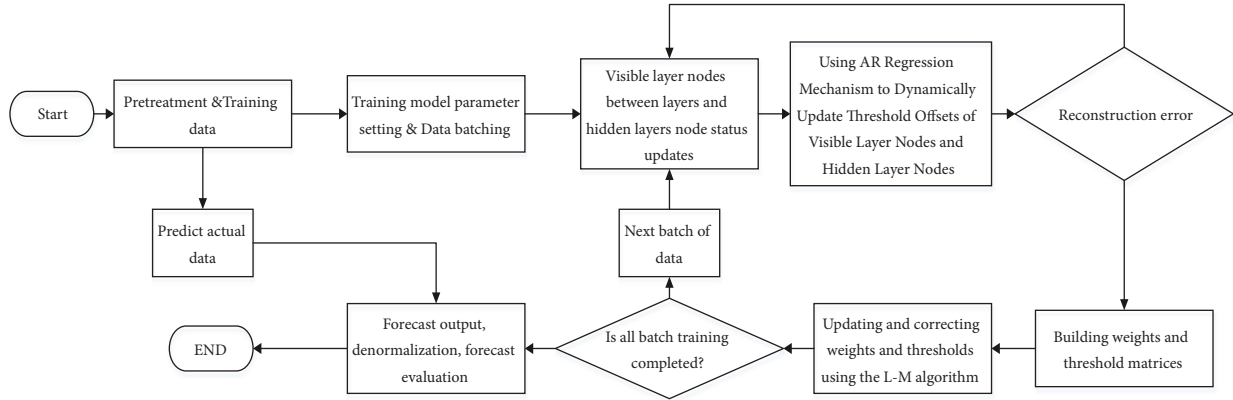 Start
Pretreatment &Training
data
Training model parameter
setting & Data batching
Visible layer nodes
between layers and
hidden layers node status
updates
Using AR Regression
Mechanism to Dynamically
Update Threshold Offsets of
Visible Layer Nodes and
Hidden Layer Nodes
Reconstruction error
Predict actual
data
Next batch of
data
END
Forecast output,
denormalization, forecast
evaluation
Is all batch training
completed?
Updating and correcting
weights and thresholds
using the L-M algorithm
Building weights and
threshold matrices